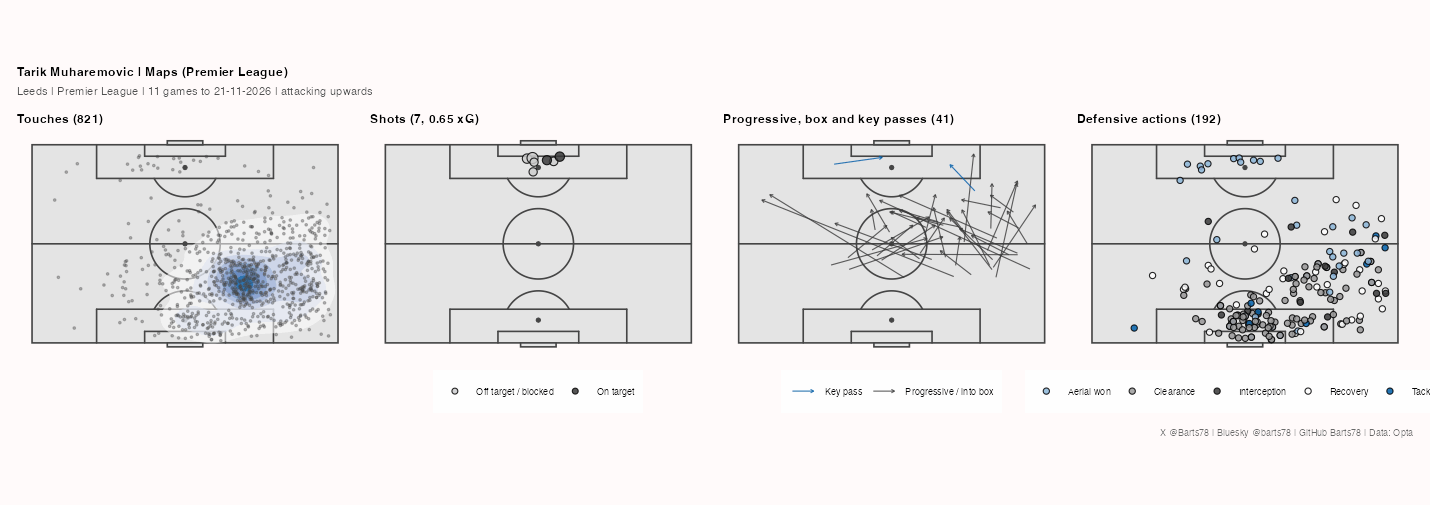 Tarik Muharemovic | Maps (Premier League)
Leeds | Premier League | 11 games to 21-11-2026 | attacking upwards
Touches (821)
Shots (7, 0.65 xG)
Progressive, box and key passes (41)
Defensive actions (192)
Off target / blocked
On target
Key pass
Progressive / into box
Aerial won
Clearance
Interception
Recovery
Tack
X @Barts78 | Bluesky @barts78 | GitHub Barts78 | Data: Opta